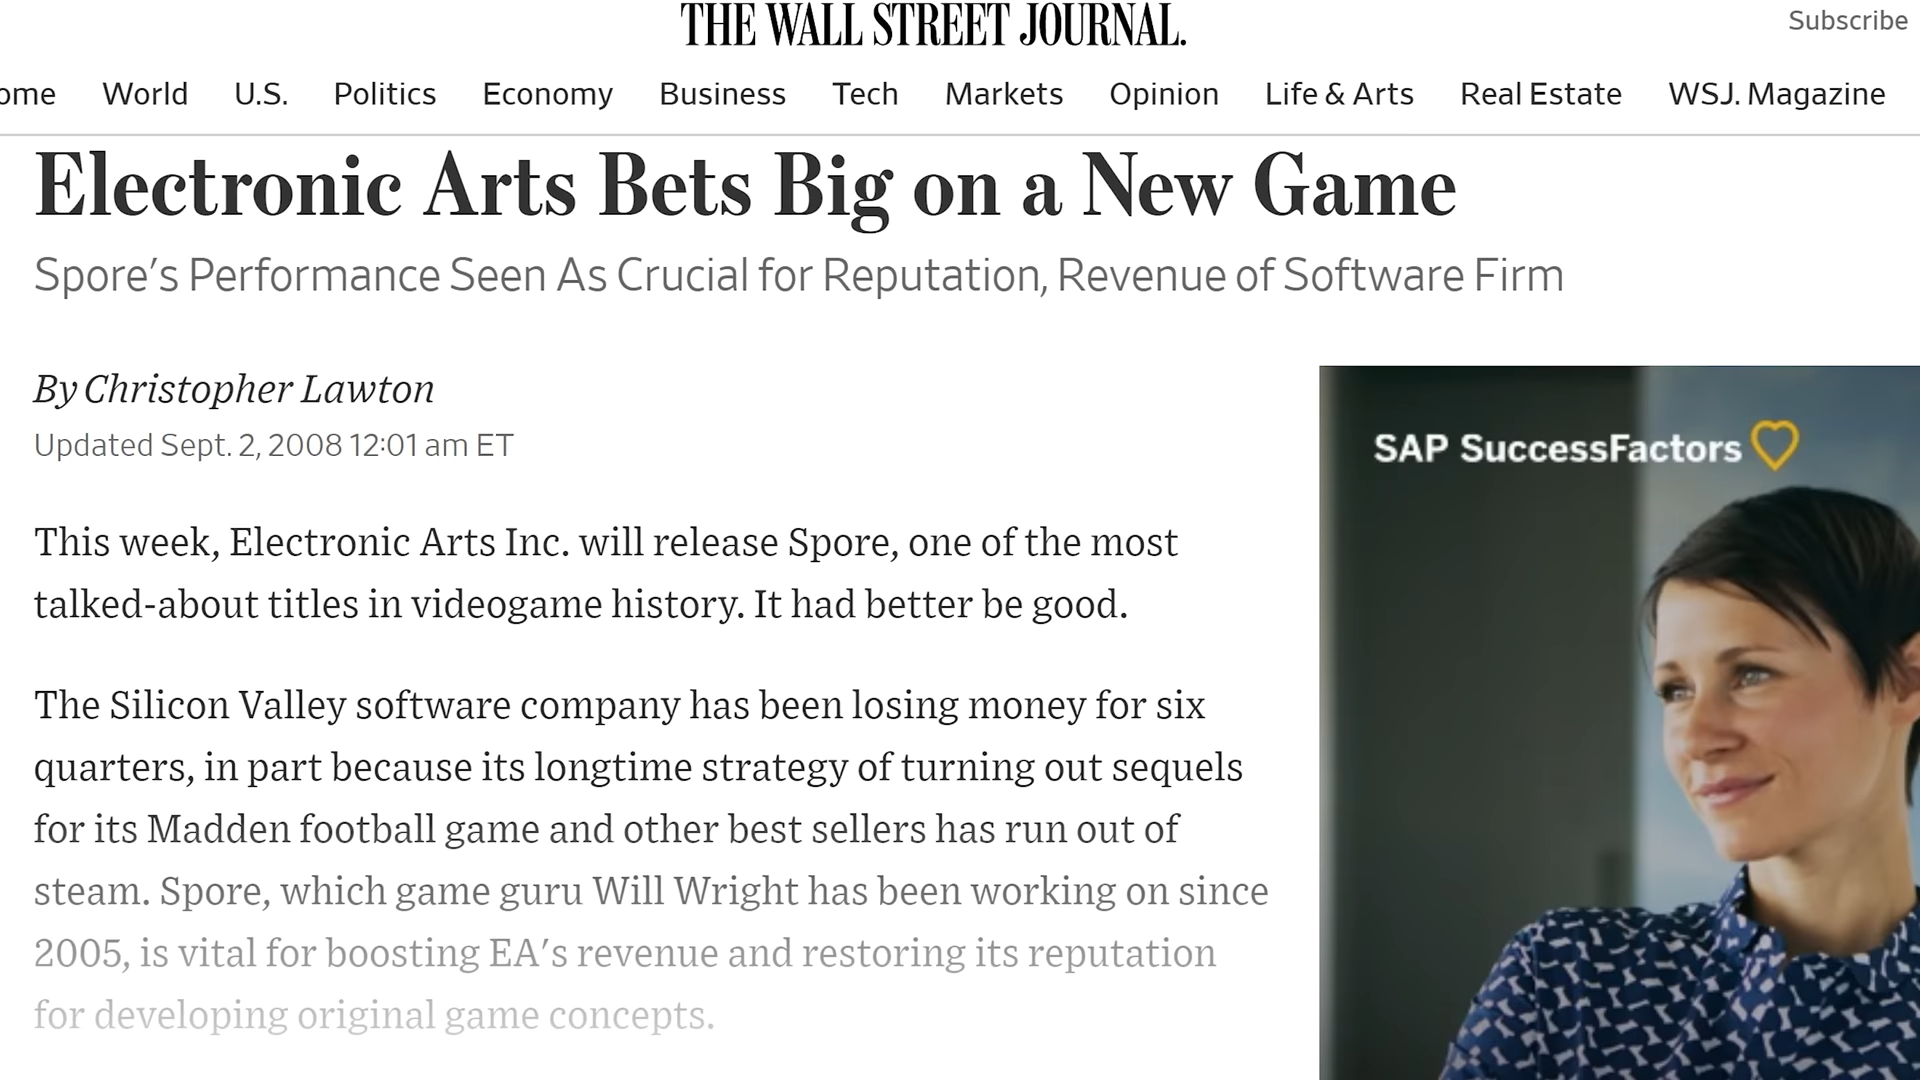 THE WALL STREET JOURNAL.
Subscribe
ome World U.S. Politics Economy Business Tech Markets Opinion Life & Arts Real Estate WSJ. Magazine
Electronic Arts Bets Big on a New Game
Spore's Performance Seen As Crucial for Reputation, Revenue of Software Firm
By Christopher Lawton
Updated Sept. 2, 2008 12:01 am ET
This week, Electronic Arts Inc. will release Spore, one of the most
talked-about titles in videogame history. It had better be good.
The Silicon Valley software company has been losing money for six
quarters, in part because its longtime strategy of turning out sequels
for its Madden football game and other best sellers has run out of
steam. Spore, which game guru Will Wright has been working on since
2005, is vital for boosting EA's revenue and restoring its reputation
for developing original game concepts.
SAP SuccessFactors